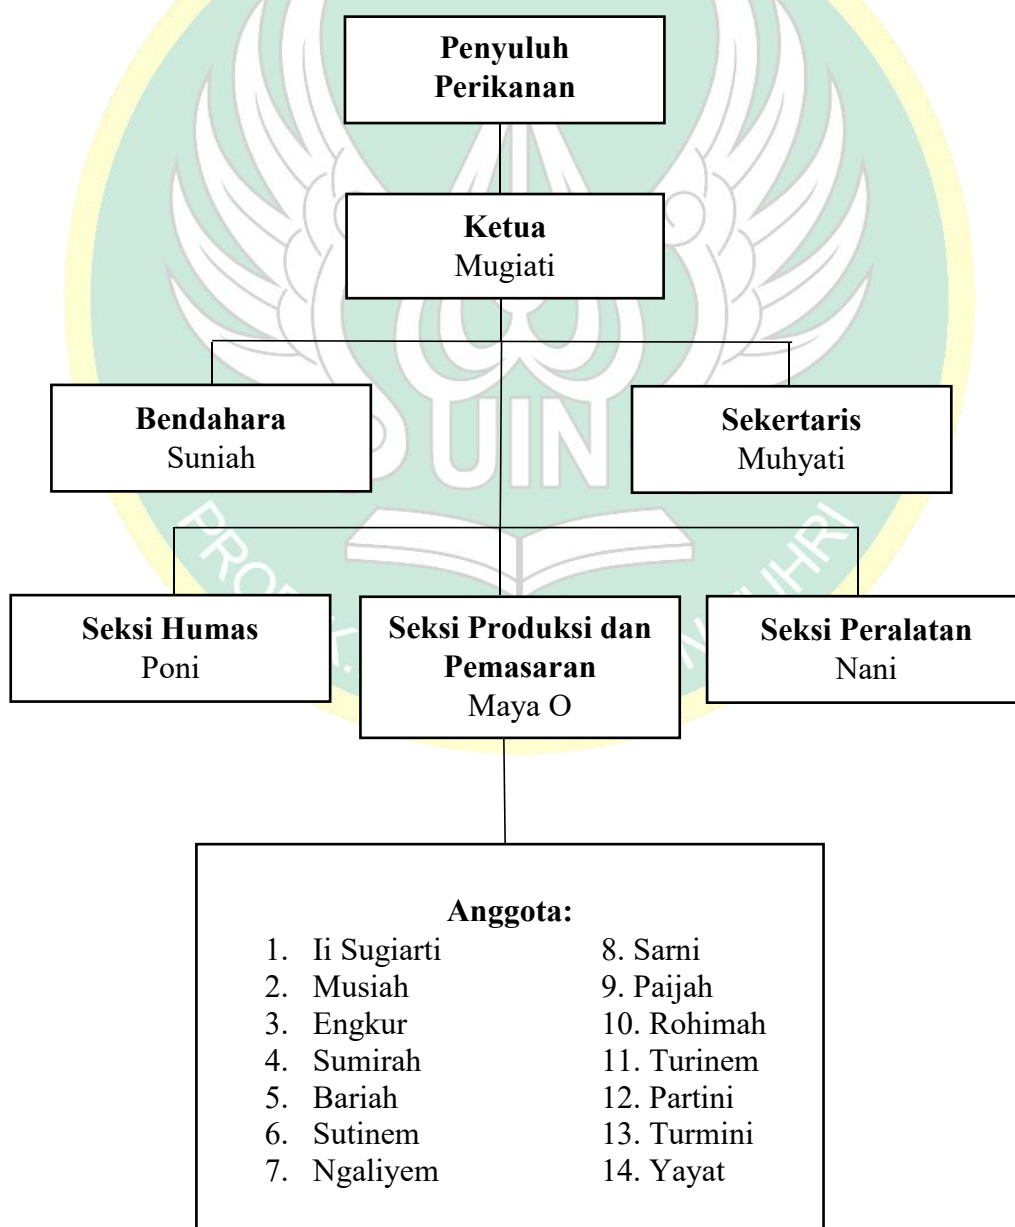 Penyuluh
Perikanan
Ketua
Mugiati
Bendahara
Suniah
Sekertaris
Muhyati
UIN
Seksi Humas
Poni
Seksi Produksi dan
Pemasaran
Maya O
Seksi Peralatan
Nani
Anggota:
1. Ii Sugiarti
2. Musiah
3. Engkur
4. Sumirah
5. Bariah
6. Sutinem
7. Ngaliyem
8. Sarni
9. Paijah
10. Rohimah
11. Turinem
12. Partini
13. Turmini
14. Yayat